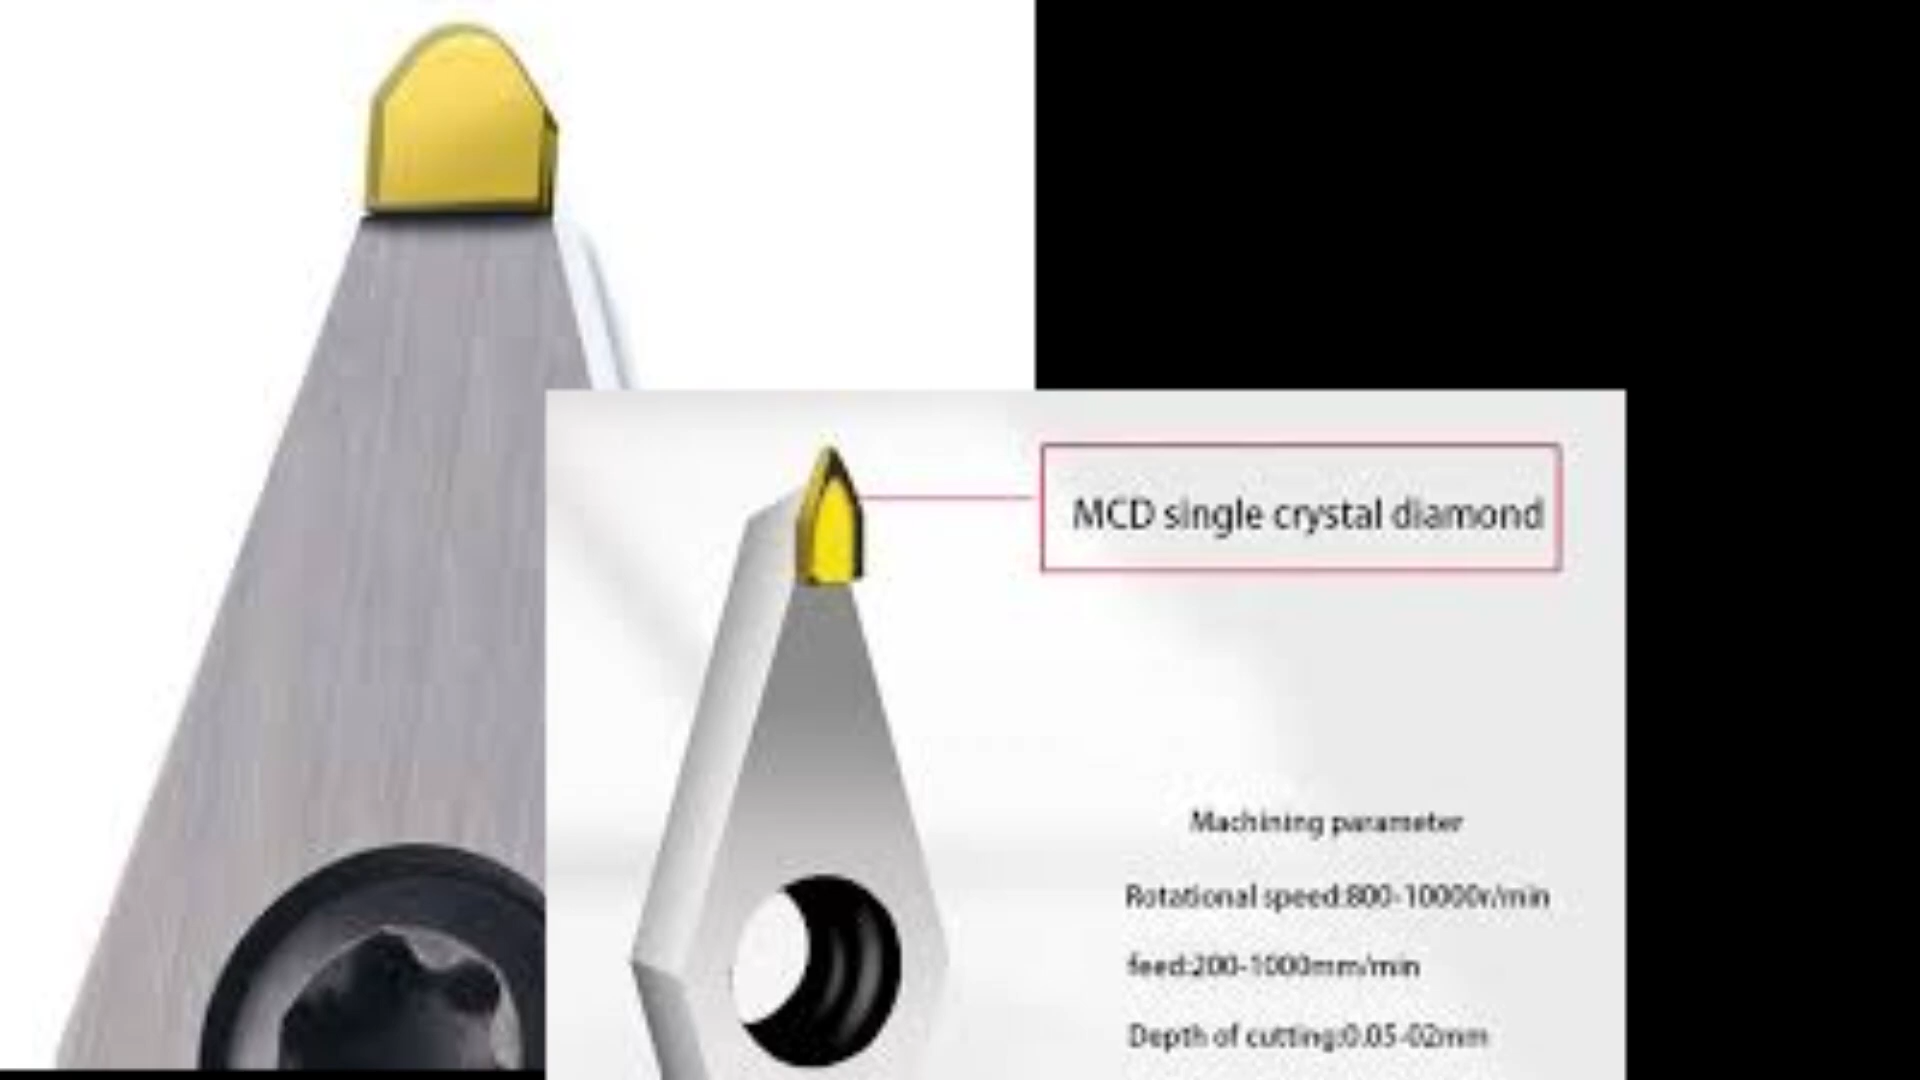 MCD single crystal diamond
Machining parameter
Rotational speed:800-10000r/min
feed:200-1000mm/min
Depth of cutting:0.05-02mm